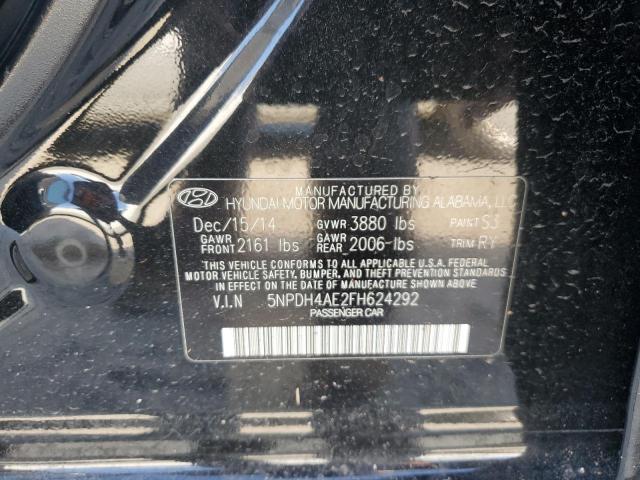 MANUFACTURED BY
HYUNDAI MOTOR MANUFACTURING ALABAMA, LLC
Dec/15/14 GVWR 3880 lbs PAINT S3
GAWR FRONT 2161 lbs GAWR REAR 2006 lbs TRIM RY
THIS VEHICLE CONFORMS TO ALL APPLICABLE U.S.A. FEDERAL
MOTOR VEHICLE SAFETY, BUMPER, AND THEFT PREVENTION STANDARDS
IN EFFECT ON THE DATE OF MANUFACTURE SHOWN ABOVE.
V.I.N 5NPDH4AE2FH624292
PASSENGER CAR